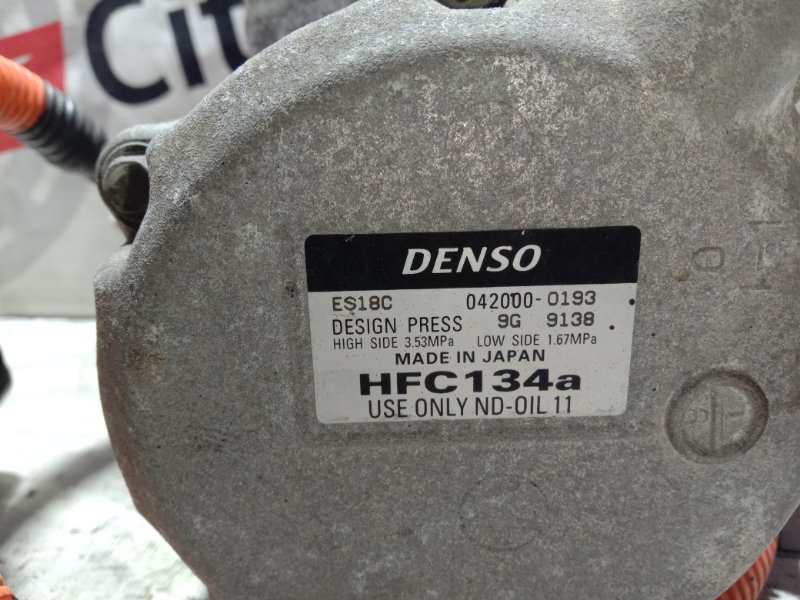 Cit
DENSO
ES18C 042000-0193
DESIGN PRESS 9G 9138
HIGH SIDE 3.53MPa LOW SIDE 1.67MPa
MADE IN JAPAN
HFC134a
USE ONLY ND-OIL 11